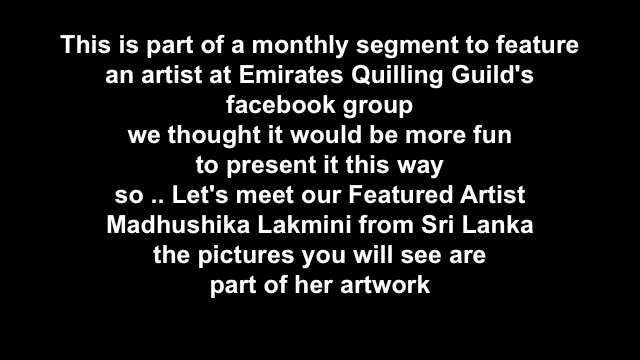 This is part of a monthly segment to feature
an artist at Emirates Quilling Guild's
facebook group
we thought it would be more fun
to present it this way
so .. Let's meet our Featured Artist
Madhushika Lakmini from Sri Lanka
the pictures you will see are
part of her artwork